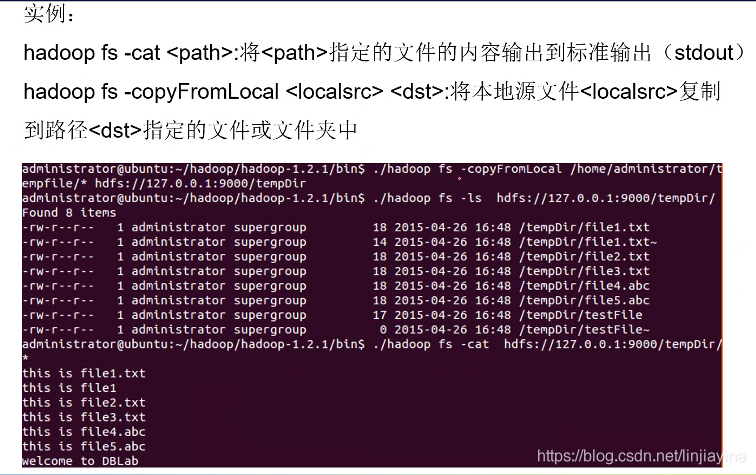 实例：
hadoop fs -cat <path>:将<path>指定的文件的内容输出到标准输出（stdout）
hadoop fs -copyFromLocal <localsrc> <dst>:将本地源文件<localsrc>复制
到路径<dst>指定的文件或文件夹中
administrator@ubuntu:~/hadoop/hadoop-1.2.1/bin$ ./hadoop fs -copyFromLocal /home/administrator/t
empfile/* hdfs://127.0.0.1:9000/tempDir
administrator@ubuntu:~/hadoop/hadoop-1.2.1/bin$ ./hadoop fs -ls  hdfs://127.0.0.1:9000/tempDir/
Found 8 items
-rw-r--r--   1 administrator supergroup         18 2015-04-26 16:48 /tempDir/file1.txt
-rw-r--r--   1 administrator supergroup         14 2015-04-26 16:48 /tempDir/file1.txt~
-rw-r--r--   1 administrator supergroup         18 2015-04-26 16:48 /tempDir/file2.txt
-rw-r--r--   1 administrator supergroup         18 2015-04-26 16:48 /tempDir/file3.txt
-rw-r--r--   1 administrator supergroup         18 2015-04-26 16:48 /tempDir/file4.abc
-rw-r--r--   1 administrator supergroup         18 2015-04-26 16:48 /tempDir/file5.abc
-rw-r--r--   1 administrator supergroup         17 2015-04-26 16:48 /tempDir/testFile
-rw-r--r--   1 administrator supergroup          0 2015-04-26 16:48 /tempDir/testFile~
administrator@ubuntu:~/hadoop/hadoop-1.2.1/bin$ ./hadoop fs -cat  hdfs://127.0.0.1:9000/tempDir/
*
this is file1.txt
this is file1
this is file2.txt
this is file3.txt
this is file4.abc
this is file5.abc
welcome to DBLab
https://blog.csdn.net/linjiayina